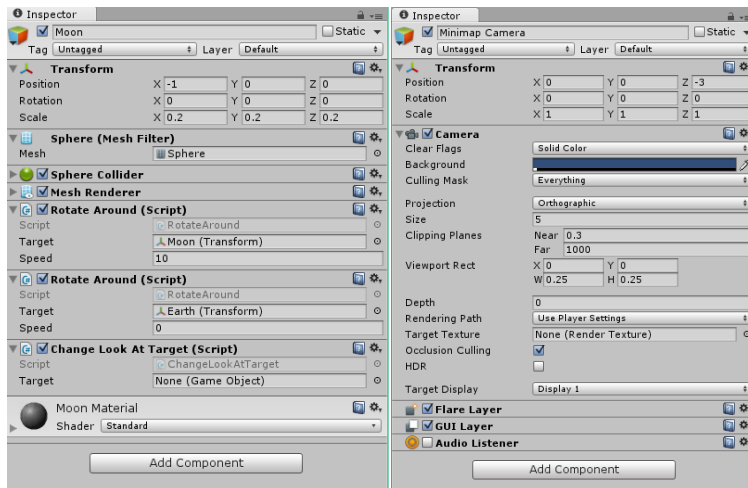 Inspector
Moon Static
Tag Untagged Layer Default
Transform
Position X -1 Y 0 Z 0
Rotation X 0 Y 0 Z 0
Scale X 0.2 Y 0.2 Z 0.2
Sphere (Mesh Filter)
Mesh Sphere
Sphere Collider
Mesh Renderer
Rotate Around (Script)
Script RotateAround
Target Moon (Transform)
Speed 10
Rotate Around (Script)
Script RotateAround
Target Earth (Transform)
Speed 0
Change Look At Target (Script)
Script ChangeLookAtTarget
Target None (Game Object)
Moon Material
Shader Standard
Add Component
Inspector
Minimap Camera Static
Tag Untagged Layer Default
Transform
Position X 0 Y 0 Z -3
Rotation X 0 Y 0 Z 0
Scale X 1 Y 1 Z 1
Camera
Clear Flags Solid Color
Background
Culling Mask Everything
Projection Orthographic
Size 5
Clipping Planes Near 0.3
Far 1000
Viewport Rect X 0 Y 0
W 0.25 H 0.25
Depth 0
Rendering Path Use Player Settings
Target Texture None (Render Texture)
Occlusion Culling
HDR
Target Display Display 1
Flare Layer
GUI Layer
Audio Listener
Add Component